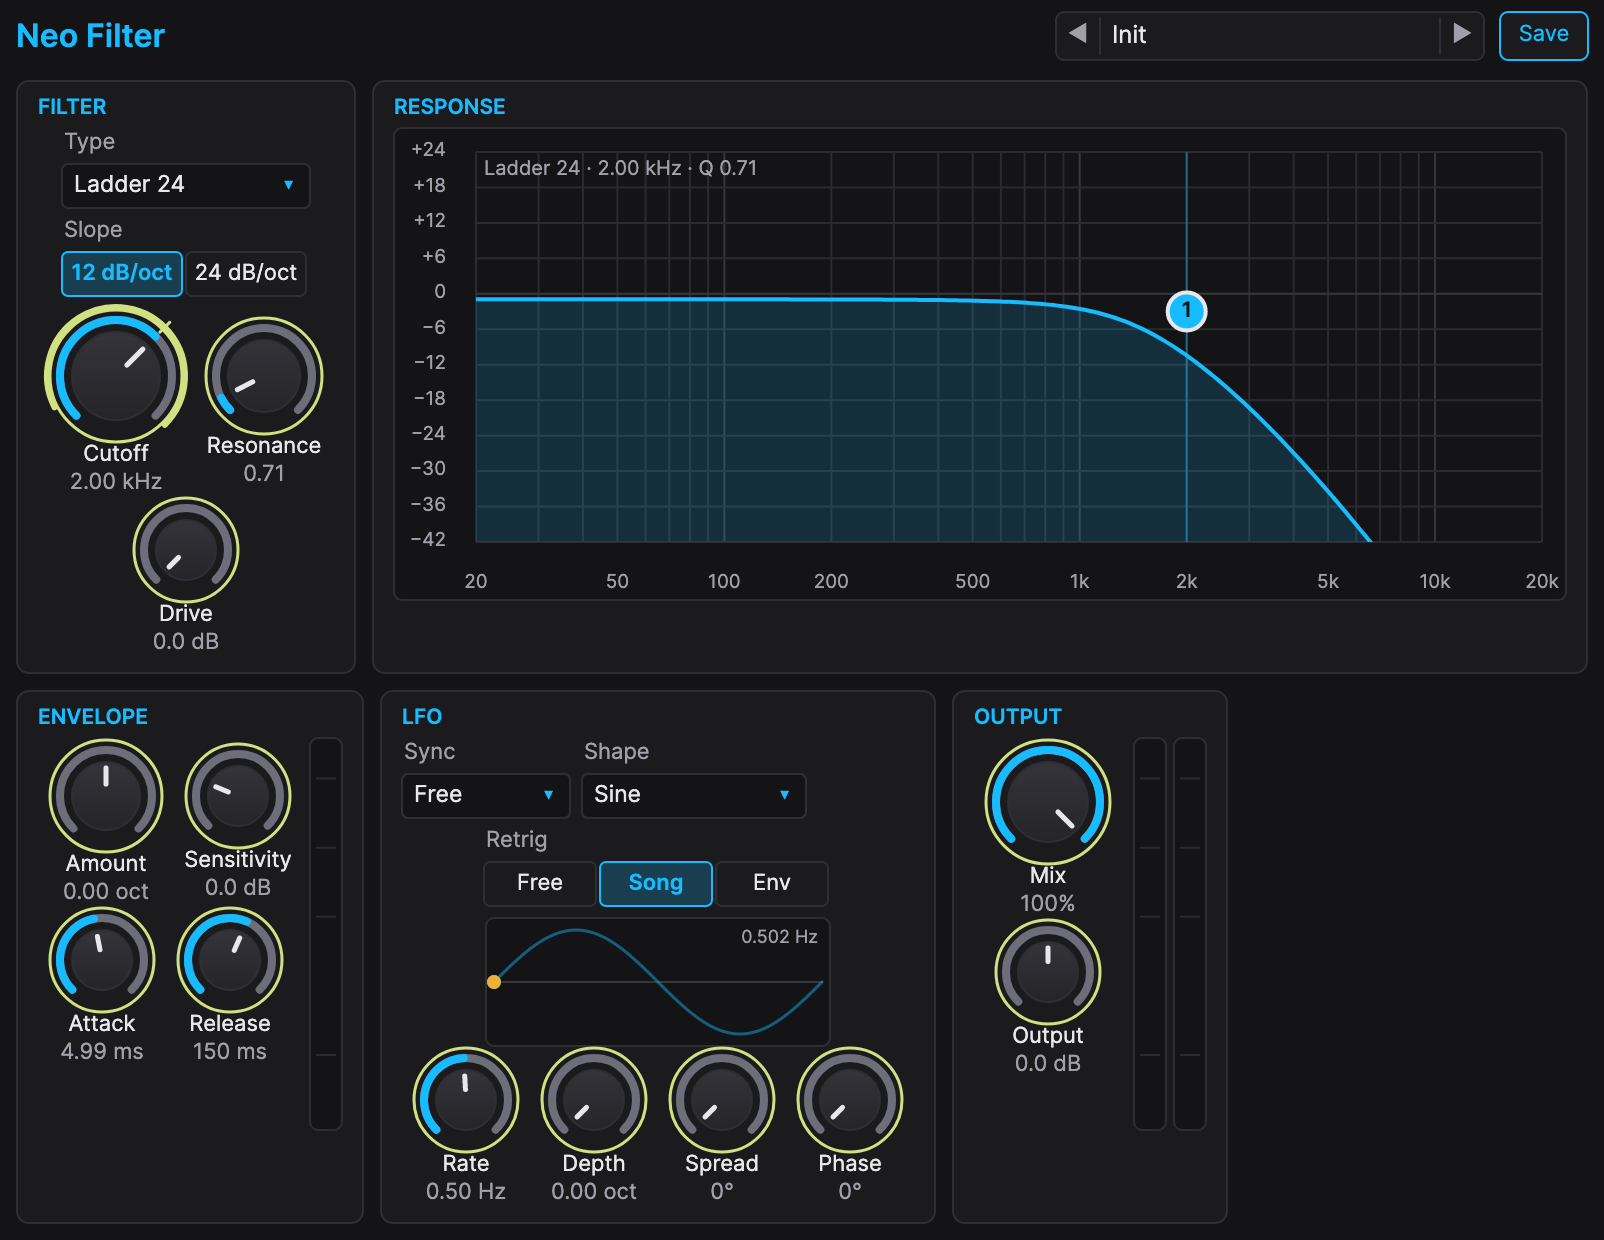 Neo Filter
Init
Save
FILTER
Type
Ladder 24
Slope
12 dB/oct 24 dB/oct
Cutoff
2.00 kHz
Resonance
0.71
Drive
0.0 dB
RESPONSE
Ladder 24 · 2.00 kHz · Q 0.71
+24
+18
+12
+6
0
−6
−12
−18
−24
−30
−36
−42
1
20 50 100 200 500 1k 2k 5k 10k 20k
ENVELOPE
Amount
0.00 oct
Sensitivity
0.0 dB
Attack
4.99 ms
Release
150 ms
LFO
Sync
Free
Shape
Sine
Retrig
Free Song Env
0.502 Hz
Rate
0.50 Hz
Depth
0.00 oct
Spread
0°
Phase
0°
OUTPUT
Mix
100%
Output
0.0 dB